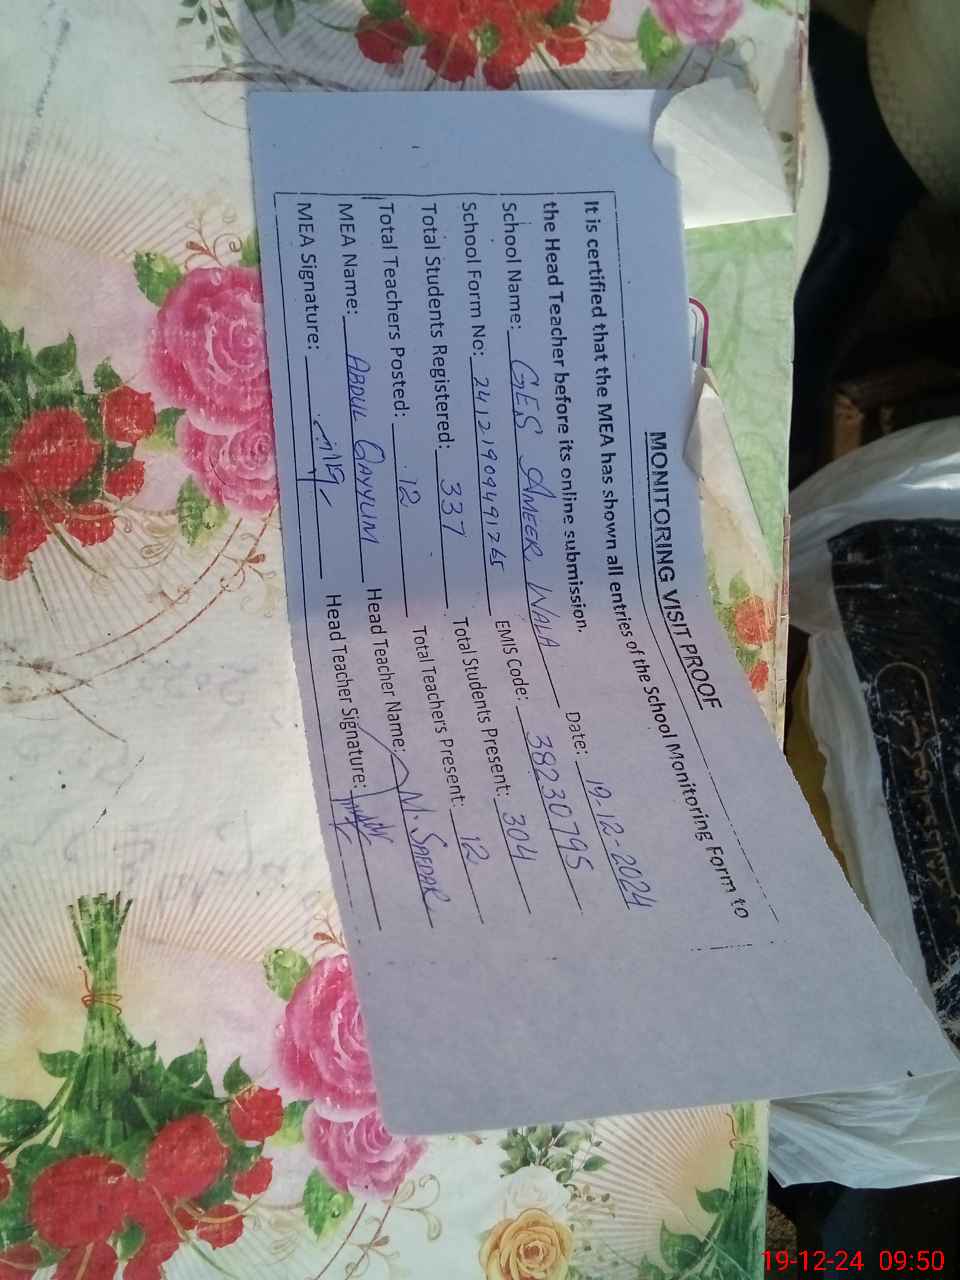 MONITORING VISIT PROOF
It is certified that the MEA has shown all entries of the School Monitoring Form to
the Head Teacher before its online submission.
School Name: GES AMEER WALA Date: 19-12-2024
School Form No: 24121909491265 EMIS Code: 38230795
Total Students Registered: 337 Total Students Present: 304
Total Teachers Posted: 12 Total Teachers Present: 12
MEA Name: ABDUL QAYYUM Head Teacher Name: M. SAFDAR
MEA Signature: Head Teacher Signature:
19-12-24 09:50